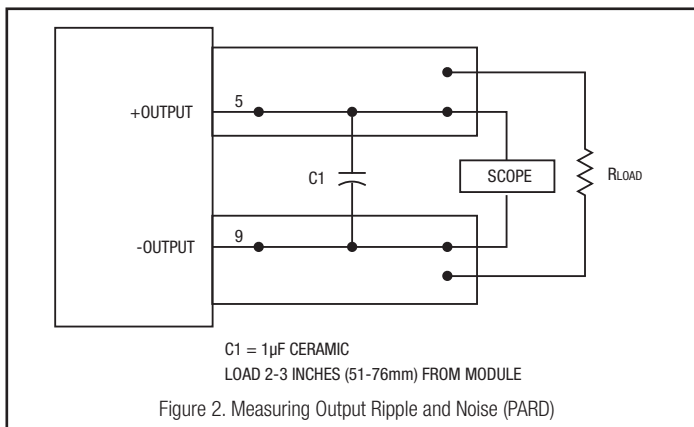 +OUTPUT
5
C1
SCOPE
RLOAD
-OUTPUT
9
C1 = 1µF CERAMIC
LOAD 2-3 INCHES (51-76mm) FROM MODULE
Figure 2. Measuring Output Ripple and Noise (PARD)